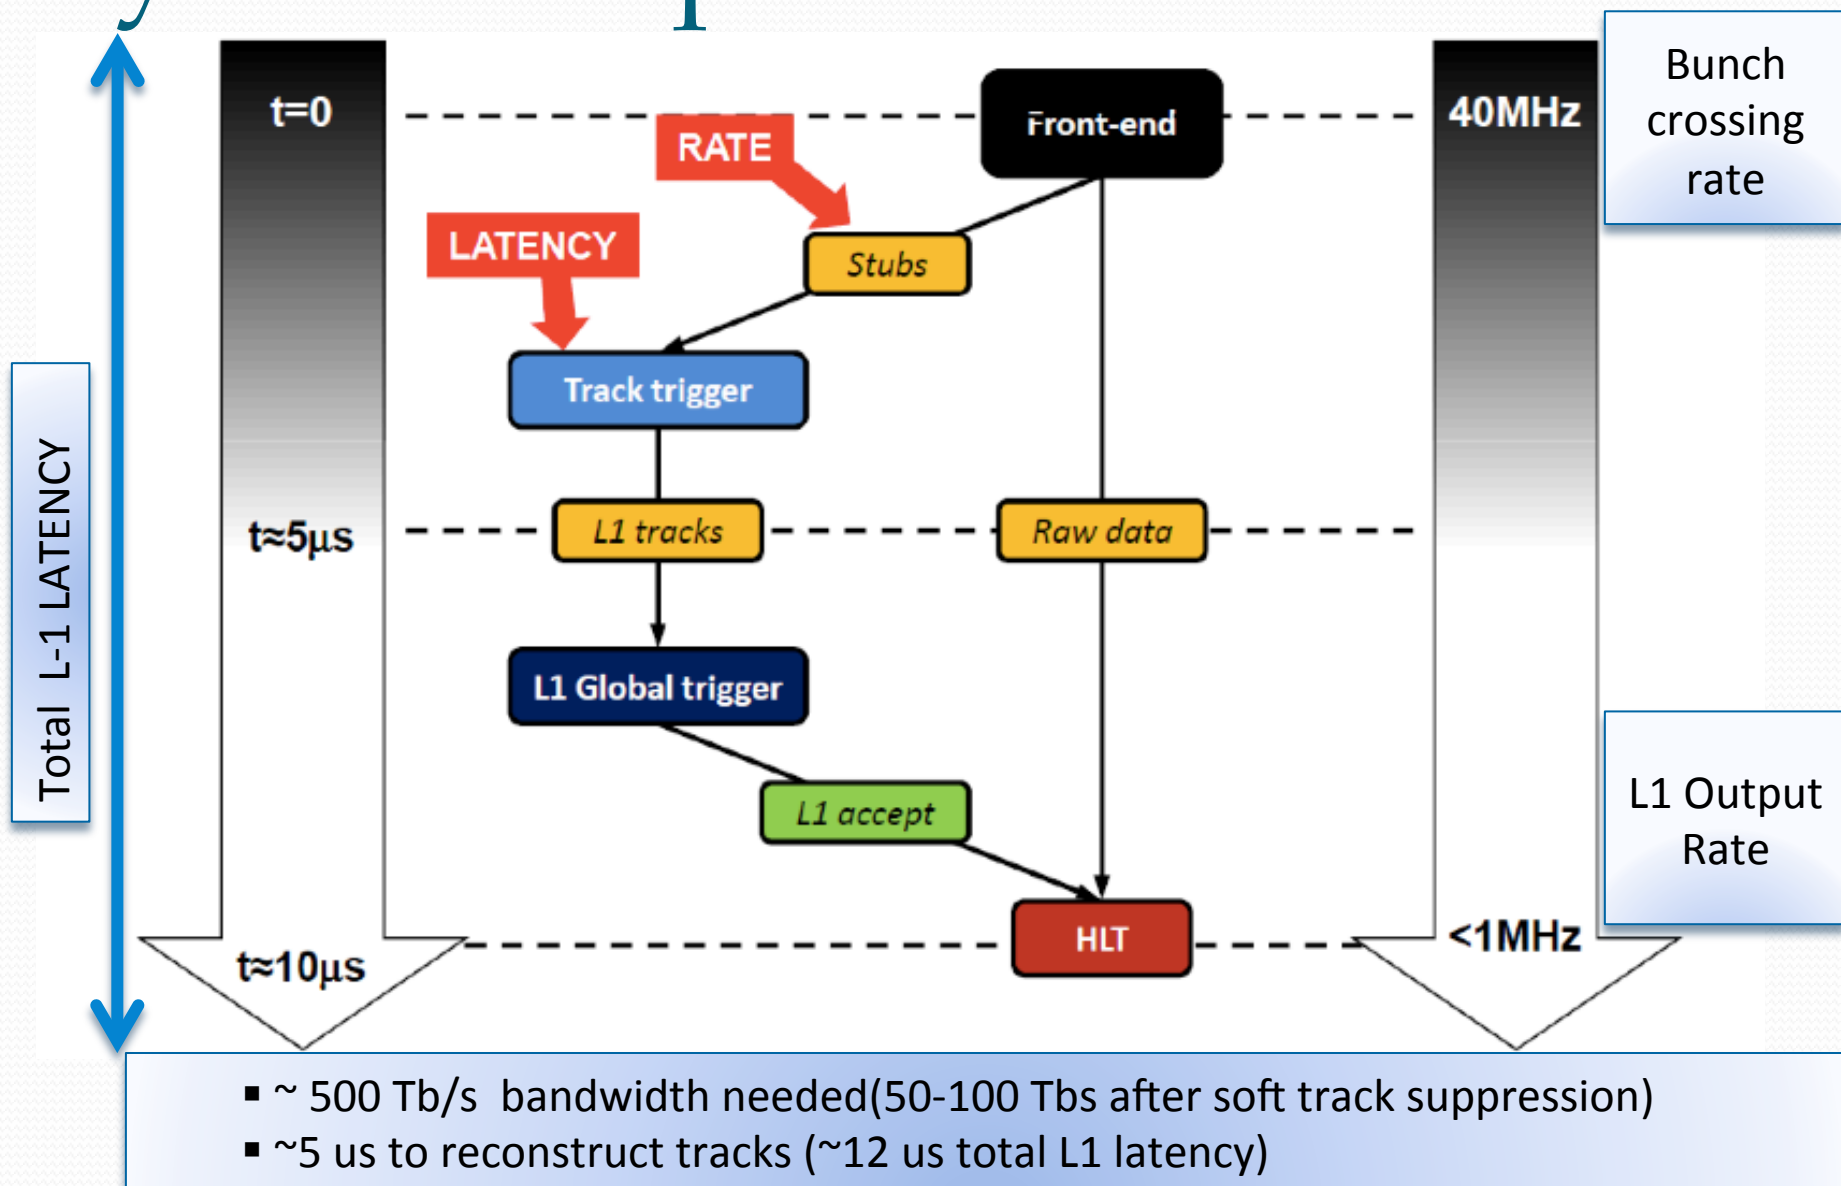 t=0
Front-end
40MHz
Bunch
crossing
rate
RATE
LATENCY
Stubs
Track trigger
Total L-1 LATENCY
t≈5μs
L1 tracks
Raw data
L1 Global trigger
L1 accept
L1 Output
Rate
HLT
<1MHz
t≈10μs
▪ ~ 500 Tb/s bandwidth needed(50-100 Tbs after soft track suppression)
▪ ~5 us to reconstruct tracks (~12 us total L1 latency)